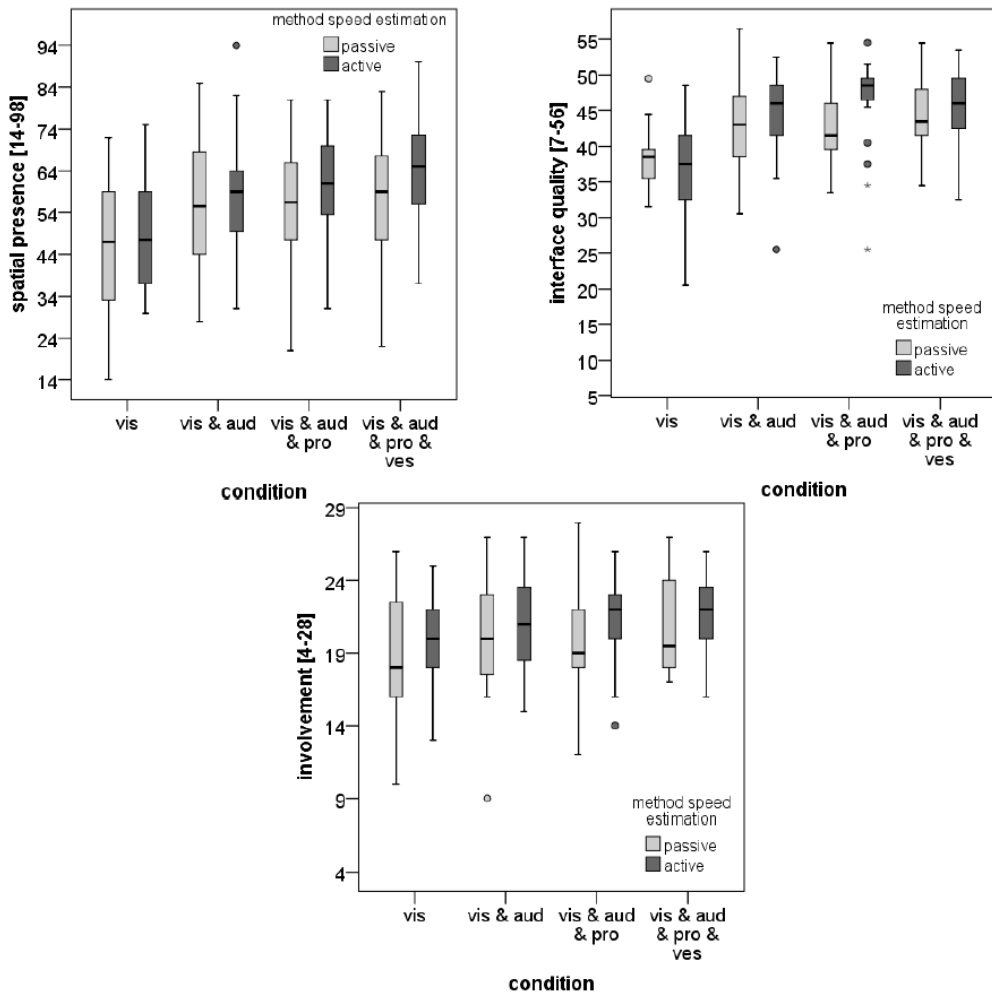 method speed estimation
passive
active
spatial presence [14-98]
94
84
74
64
54
44
34
24
14
vis
vis & aud
vis & aud
& pro
vis & aud
& pro &
ves
condition
interface quality [7-56]
55
50
45
40
35
30
25
20
15
10
5
method speed
estimation
passive
active
vis
vis & aud
vis & aud
& pro
vis & aud
& pro &
ves
condition
involvement [4-28]
29
24
19
14
9
4
method speed
estimation
passive
active
vis
vis & aud
vis & aud
& pro
vis & aud
& pro &
ves
condition